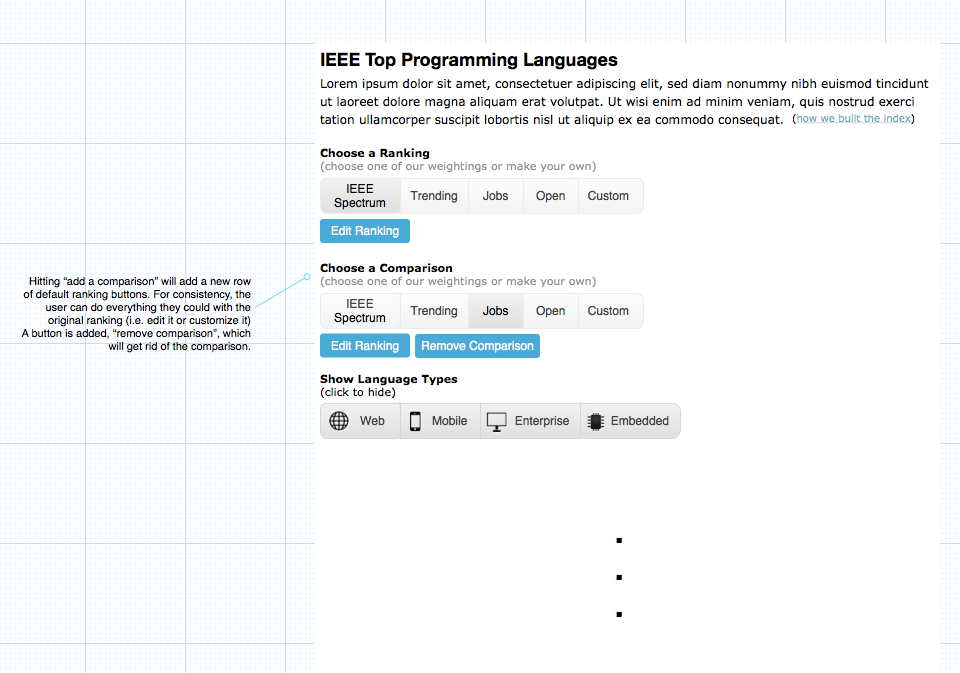 IEEE Top Programming Languages
Lorem ipsum dolor sit amet, consectetuer adipiscing elit, sed diam nonummy nibh euismod tincidunt
ut laoreet dolore magna aliquam erat volutpat. Ut wisi enim ad minim veniam, quis nostrud exerci
tation ullamcorper suscipit lobortis nisl ut aliquip ex ea commodo consequat. (how we built the index)
Choose a Ranking
(choose one of our weightings or make your own)
IEEE
Spectrum
Trending
Jobs
Open
Custom
Edit Ranking
Hitting “add a comparison” will add a new row
of default ranking buttons. For consistency, the
user can do everything they could with the
original ranking (i.e. edit it or customize it)
A button is added, “remove comparison”, which
will get rid of the comparison.
Choose a Comparison
(choose one of our weightings or make your own)
IEEE
Spectrum
Trending
Jobs
Open
Custom
Edit Ranking
Remove Comparison
Show Language Types
(click to hide)
Web
Mobile
Enterprise
Embedded